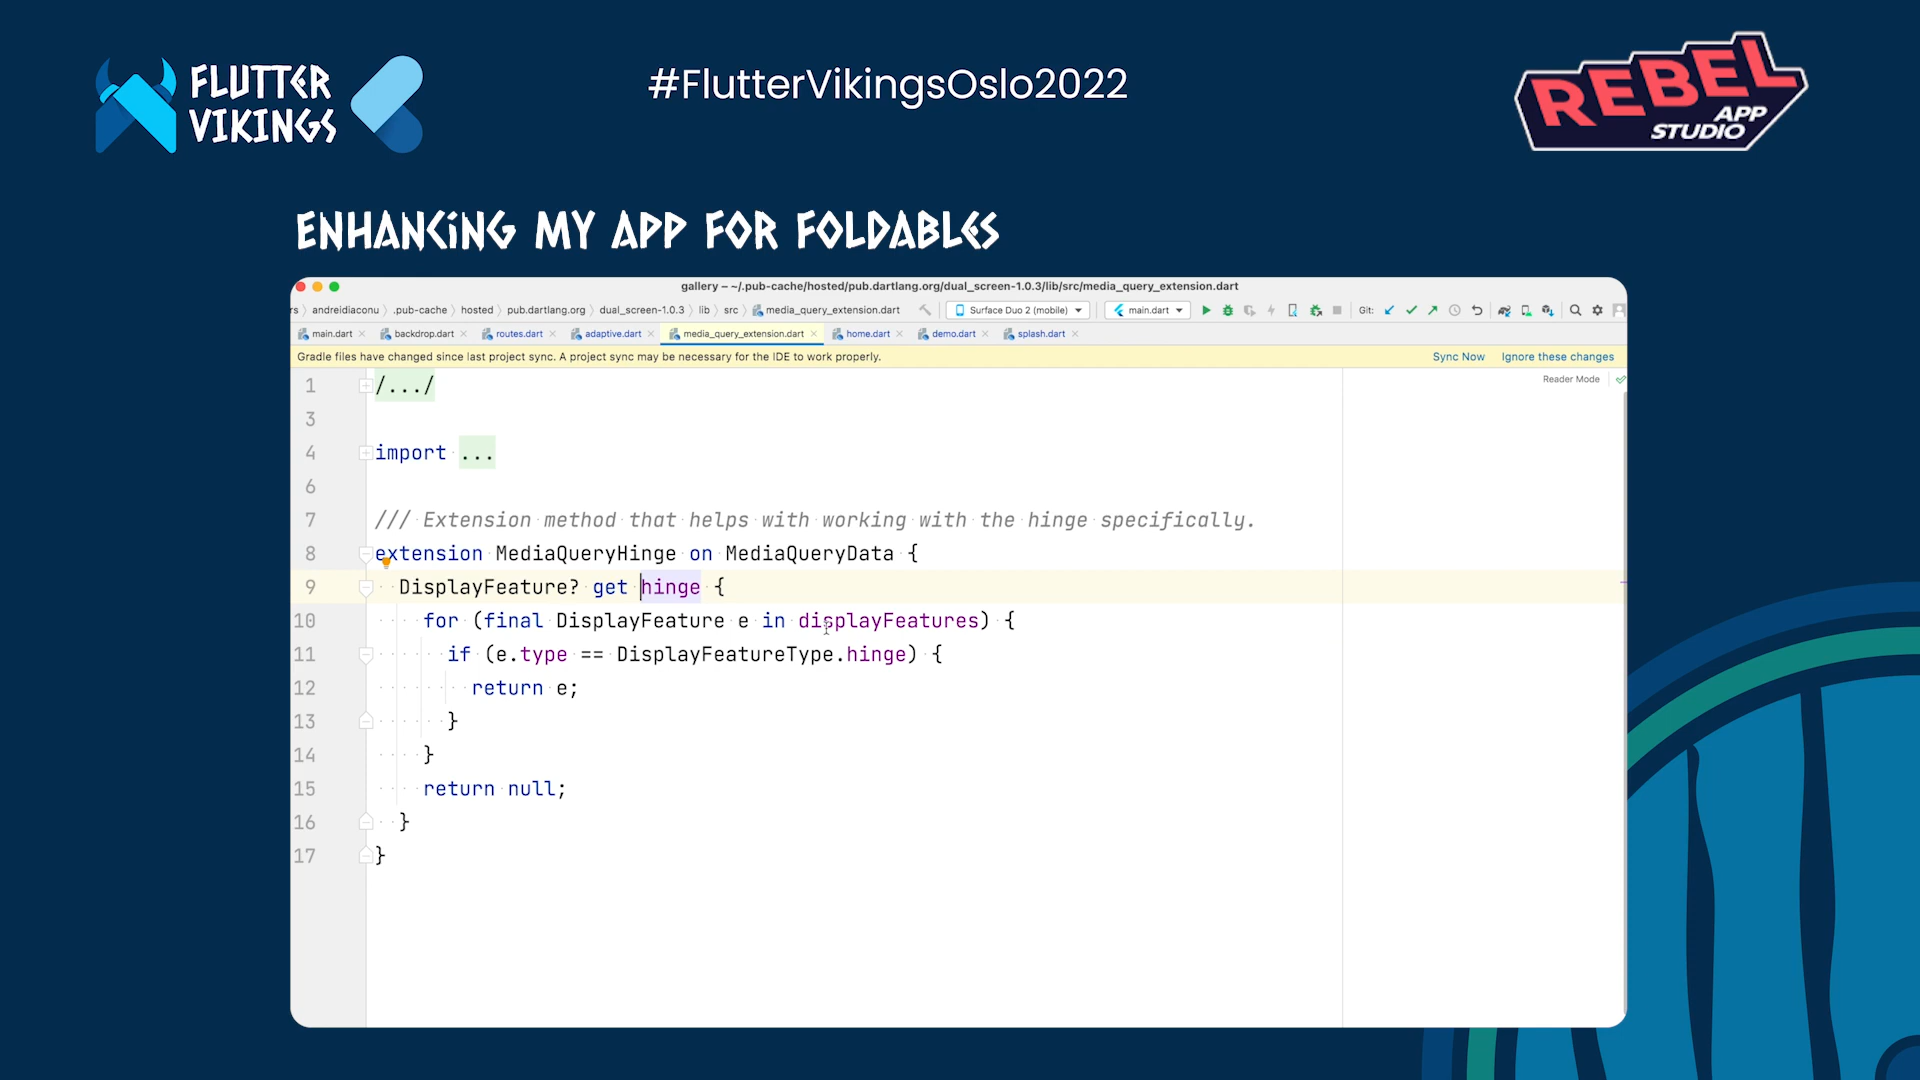 FLUTTER
VIKINGS
#FlutterVikingsOslo2022
REBEL
APP
STUDIO
ENHANCING MY APP FOR FOLDABLES
gallery – ~/.pub-cache/hosted/pub.dartlang.org/dual_screen-1.0.3/lib/src/media_query_extension.dart
rs andreidiaconu .pub-cache hosted pub.dartlang.org dual_screen-1.0.3 lib src media_query_extension.dart Surface Duo 2 (mobile) main.dart Git:
main.dart backdrop.dart routes.dart adaptive.dart media_query_extension.dart home.dart demo.dart splash.dart
Gradle files have changed since last project sync. A project sync may be necessary for the IDE to work properly. Sync Now Ignore these changes
Reader Mode
1 /.../
3
4 import ...
6
7 /// Extension method that helps with working with the hinge specifically.
8 extension MediaQueryHinge on MediaQueryData {
9 DisplayFeature? get hinge {
10 for (final DisplayFeature e in displayFeatures) {
11 if (e.type == DisplayFeatureType.hinge) {
12 return e;
13 }
14 }
15 return null;
16 }
17 }